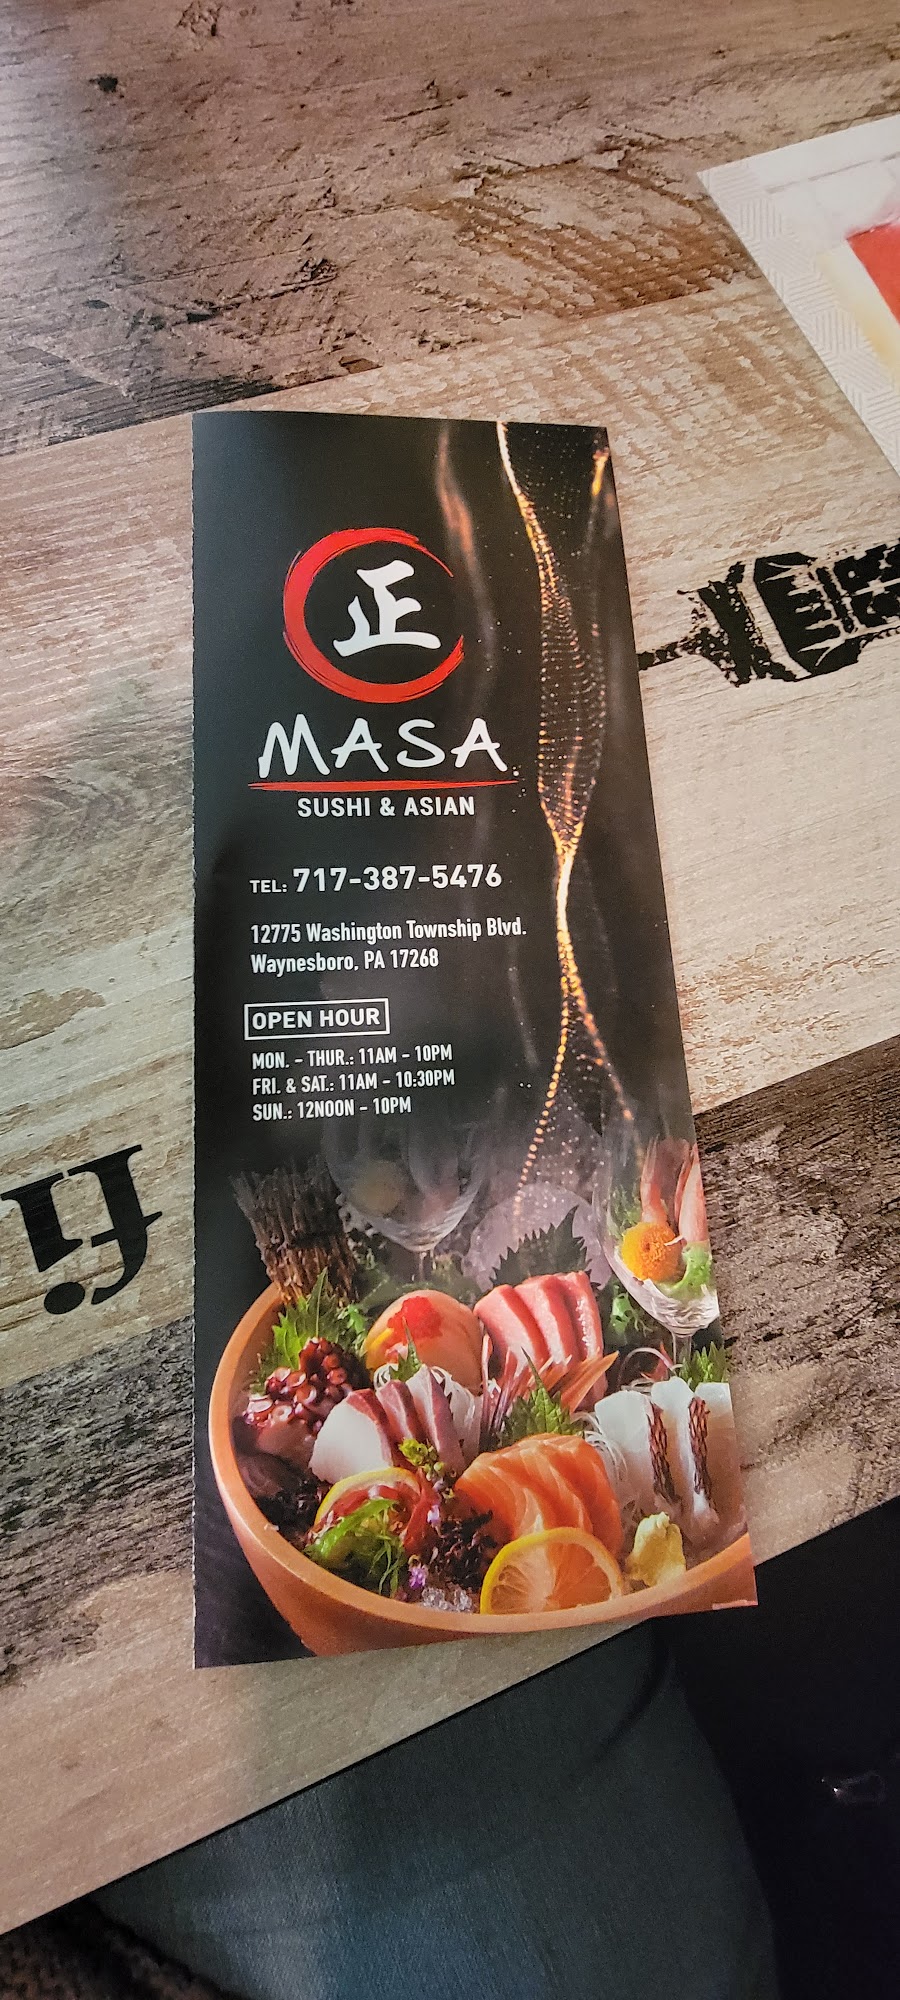 正
MASA
SUSHI & ASIAN
TEL: 717-387-5476
12775 Washington Township Blvd.
Waynesboro, PA 17268
OPEN HOUR
MON. - THUR.: 11AM - 10PM
FRI. & SAT.: 11AM - 10:30PM
SUN.: 12NOON - 10PM
fi